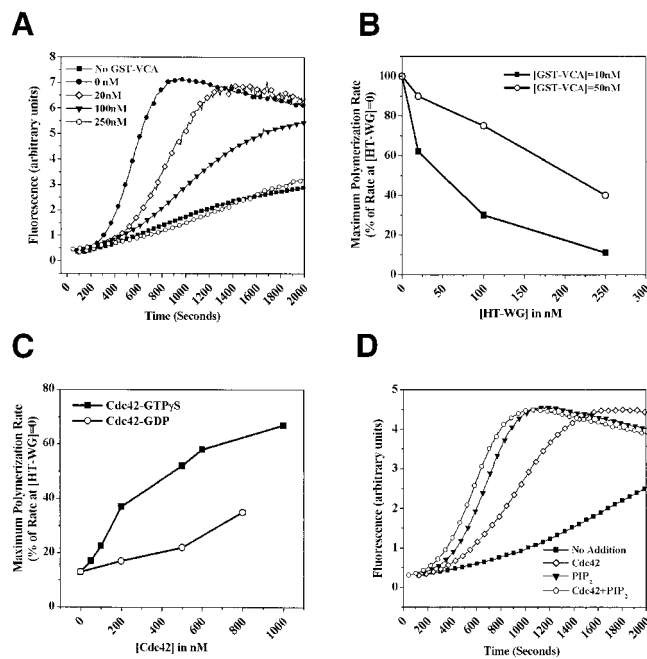 A
Fluorescence (arbitrary units)
8
7
6
5
4
3
2
1
0
No GST-VCA
0 nM
20nM
100nM
250nM
0
200
400
600
800
1000
1200
1400
1600
1800
2000
Time (Seconds)
B
Maximum Polymerization Rate
(% of Rate at [HT-WG]=0)
100
80
60
40
20
0
[GST-VCA]=10nM
[GST-VCA]=50nM
0
50
100
150
200
250
300
[HT-WG] in nM
C
Maximum Polymerization Rate
(% of Rate at [HT-WG]=0)
80
60
40
20
0
Cdc42-GTPγS
Cdc42-GDP
0
200
400
600
800
1000
[Cdc42] in nM
D
Fluorescence (arbitrary units)
5
4
3
2
1
0
No Addition
Cdc42
PIP2
Cdc42+PIP2
0
200
400
600
800
1000
1200
1400
1600
1800
2000
Time (Seconds)